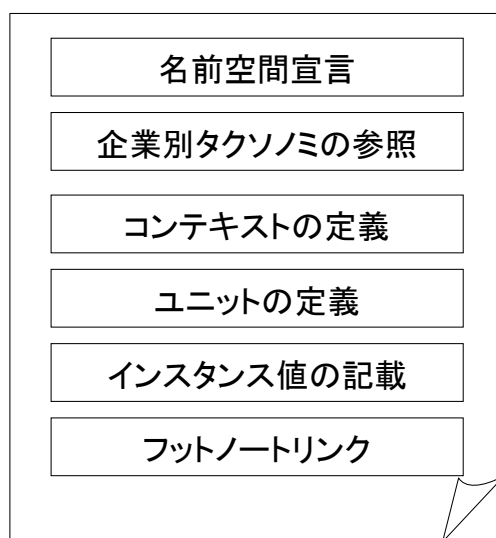 名前空間宣言
企業別タクソノミの参照
コンテキストの定義
ユニットの定義
インスタンス値の記載
フットノートリンク